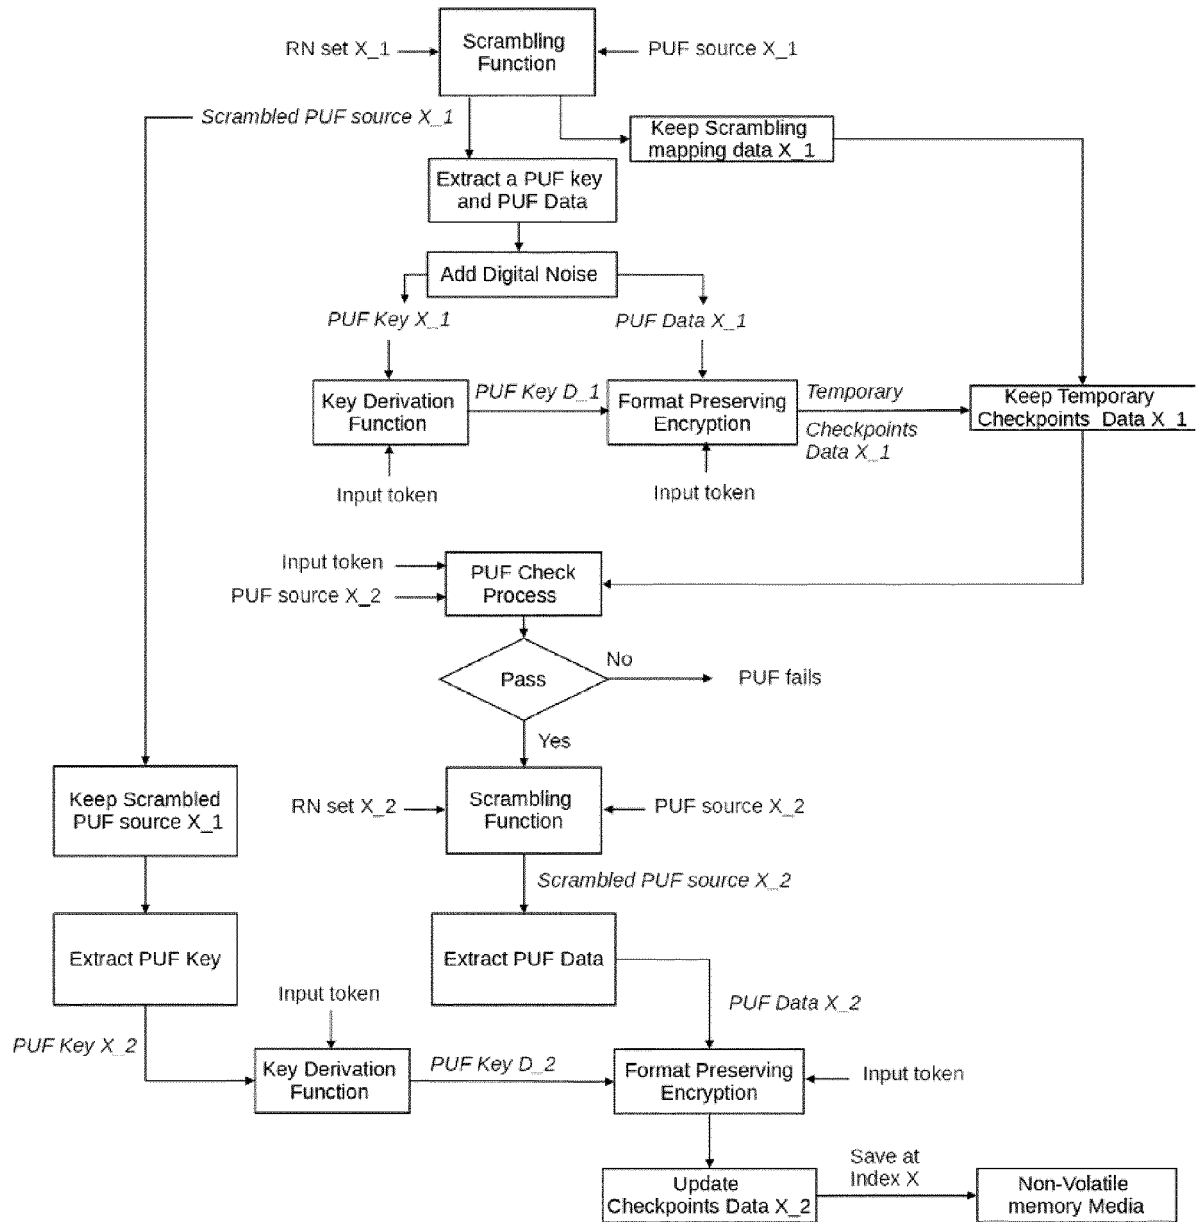 RN set X_1
Scrambling
Function
PUF source X_1
Scrambled PUF source X_1
Keep Scrambling
mapping data X_1
Extract a PUF key
and PUF Data
Add Digital Noise
PUF Key X_1
PUF Data X_1
Key Derivation
Function
PUF Key D_1
Format Preserving
Encryption
Temporary
Checkpoints
Data X_1
Keep Temporary
Checkpoints Data X_1
Input token
Input token
Input token
PUF source X_2
PUF Check
Process
Pass
No
PUF fails
Yes
Keep Scrambled
PUF source X_1
RN set X_2
Scrambling
Function
PUF source X_2
Scrambled PUF source X_2
Extract PUF Key
Extract PUF Data
Input token
PUF Data X_2
PUF Key X_2
Key Derivation
Function
PUF Key D_2
Format Preserving
Encryption
Input token
Update
Checkpoints Data X_2
Save at
Index X
Non-Volatile
memory Media